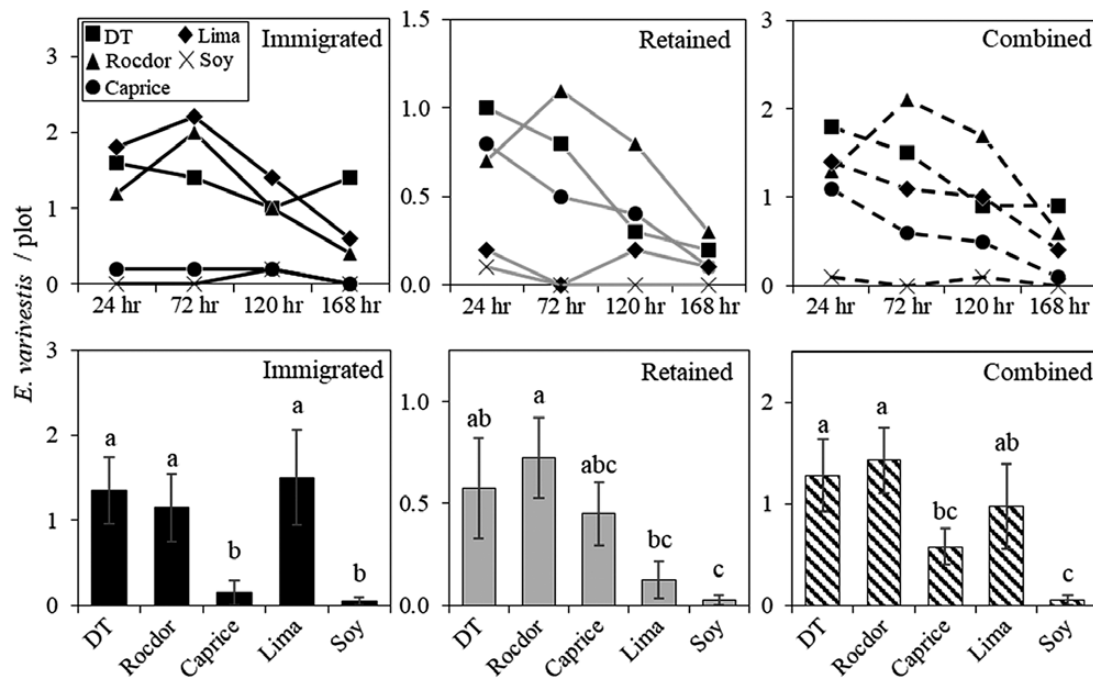 DT
Lima
Rocdor
Soy
Caprice
Immigrated
3
2
1
0
24 hr 72 hr 120 hr 168 hr
Retained
1.5
1.0
0.5
0.0
24 hr 72 hr 120 hr 168 hr
Combined
3
2
1
0
24 hr 72 hr 120 hr 168 hr
E. varivestis / plot
Immigrated
3
2
1
0
a a b a b
DT Rocdor Caprice Lima Soy
Retained
1.0
0.5
0.0
ab a abc bc c
DT Rocdor Caprice Lima Soy
Combined
2
1
0
a a bc ab c
DT Rocdor Caprice Lima Soy